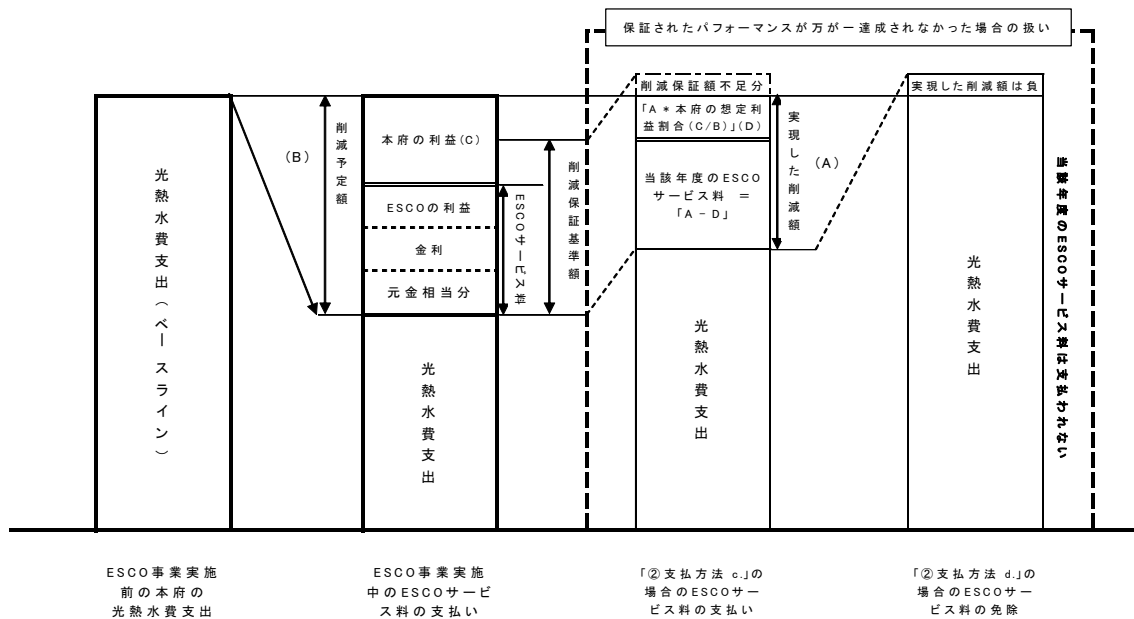 保証されたパフォーマンスが万が一達成されなかった場合の扱い
光熱水費支出(ベースライン)
(B)
削減予定額
本府の利益(C)
ESCOの利益
金利
元金相当分
光熱水費支出
ESCOサービス料
削減保証基準額
削減保証額不足分
「A*本府の想定利
益割合(C/B)」(D)
当該年度のESCO
サービス料 =
「A-D」
光熱水費支出
実現した削減額
(A)
実現した削減額は負
光熱水費支出
当該年度のESCOサービス料は支払われない
ESCO事業実施
前の本府の
光熱水費支出
ESCO事業実施
中のESCOサービ
ス料の支払い
「②支払方法 c.」の
場合のESCOサー
ビス料の支払い
「②支払方法 d.」の
場合のESCOサー
ビス料の免除